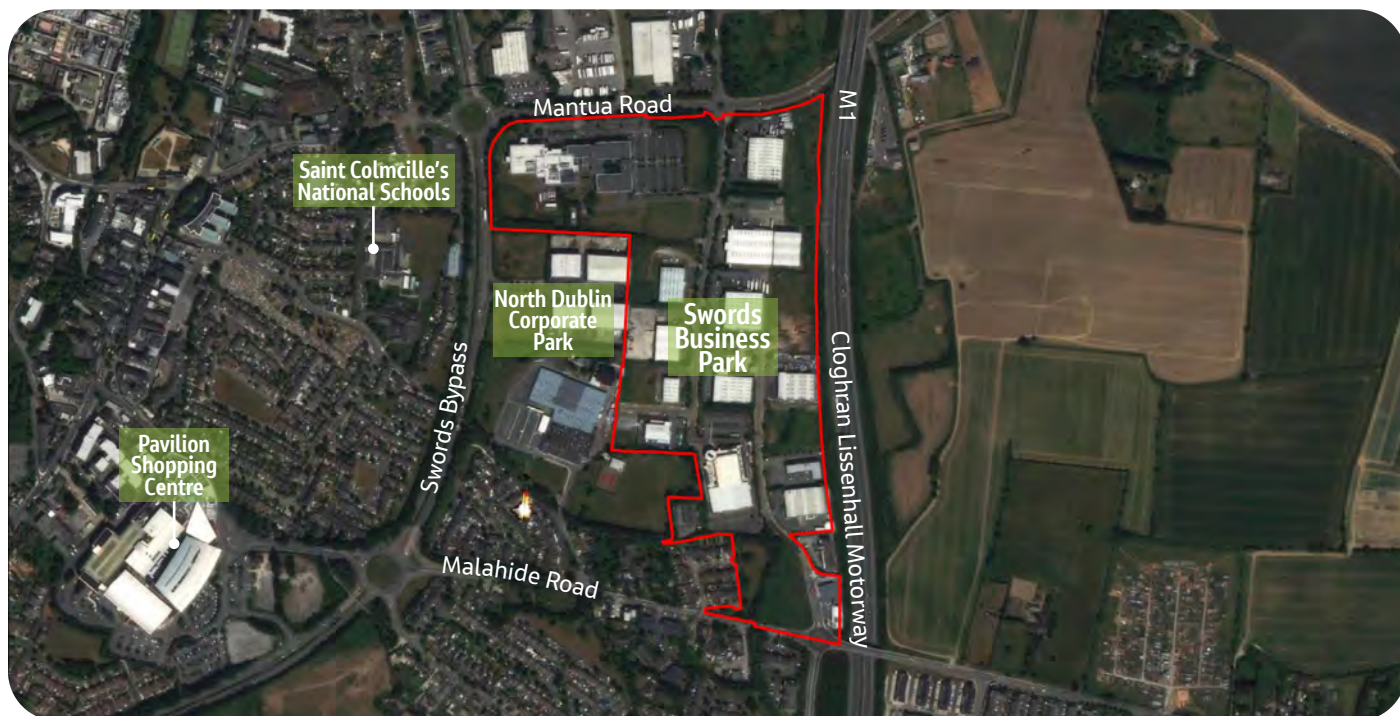 Mantua Road
M1
Saint Colmcille's
National Schools
North Dublin
Corporate
Park
Swords
Business
Park
Swords Bypass
Cloghran Lissenhall Motorway
Pavilion
Shopping
Centre
Malahide Road